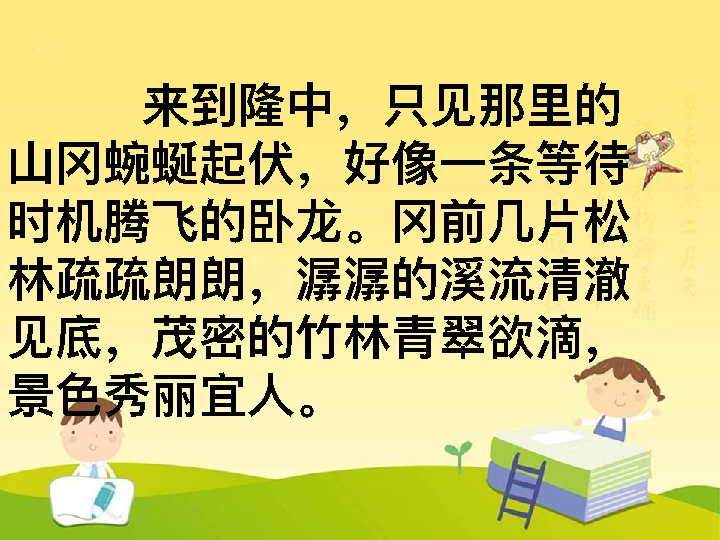 来到隆中，只见那里的
山冈蜿蜒起伏，好像一条等待
时机腾飞的卧龙。冈前几片松
林疏疏朗朗，潺潺的溪流清澈
见底，茂密的竹林青翠欲滴，
景色秀丽宜人。